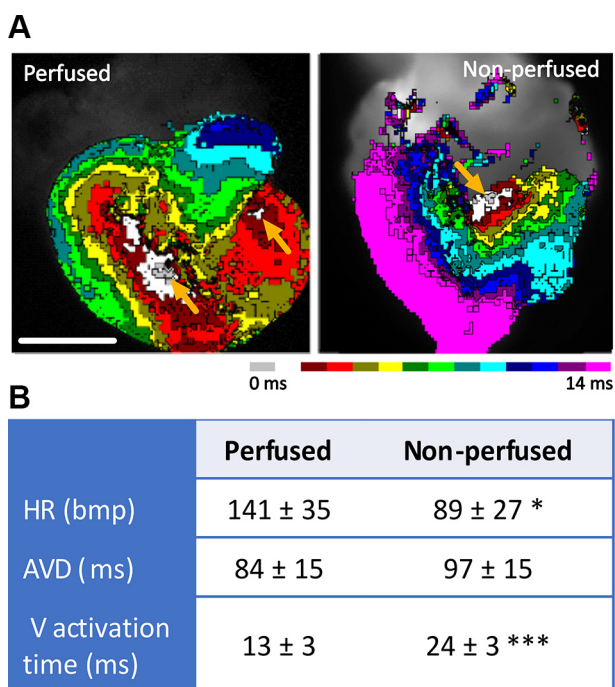 A
Perfused
Non-perfused
0 ms
14 ms
B
Perfused Non-perfused
HR (bmp) 141 ± 35 89 ± 27 *
AVD (ms) 84 ± 15 97 ± 15
V activation
time (ms) 13 ± 3 24 ± 3 ***